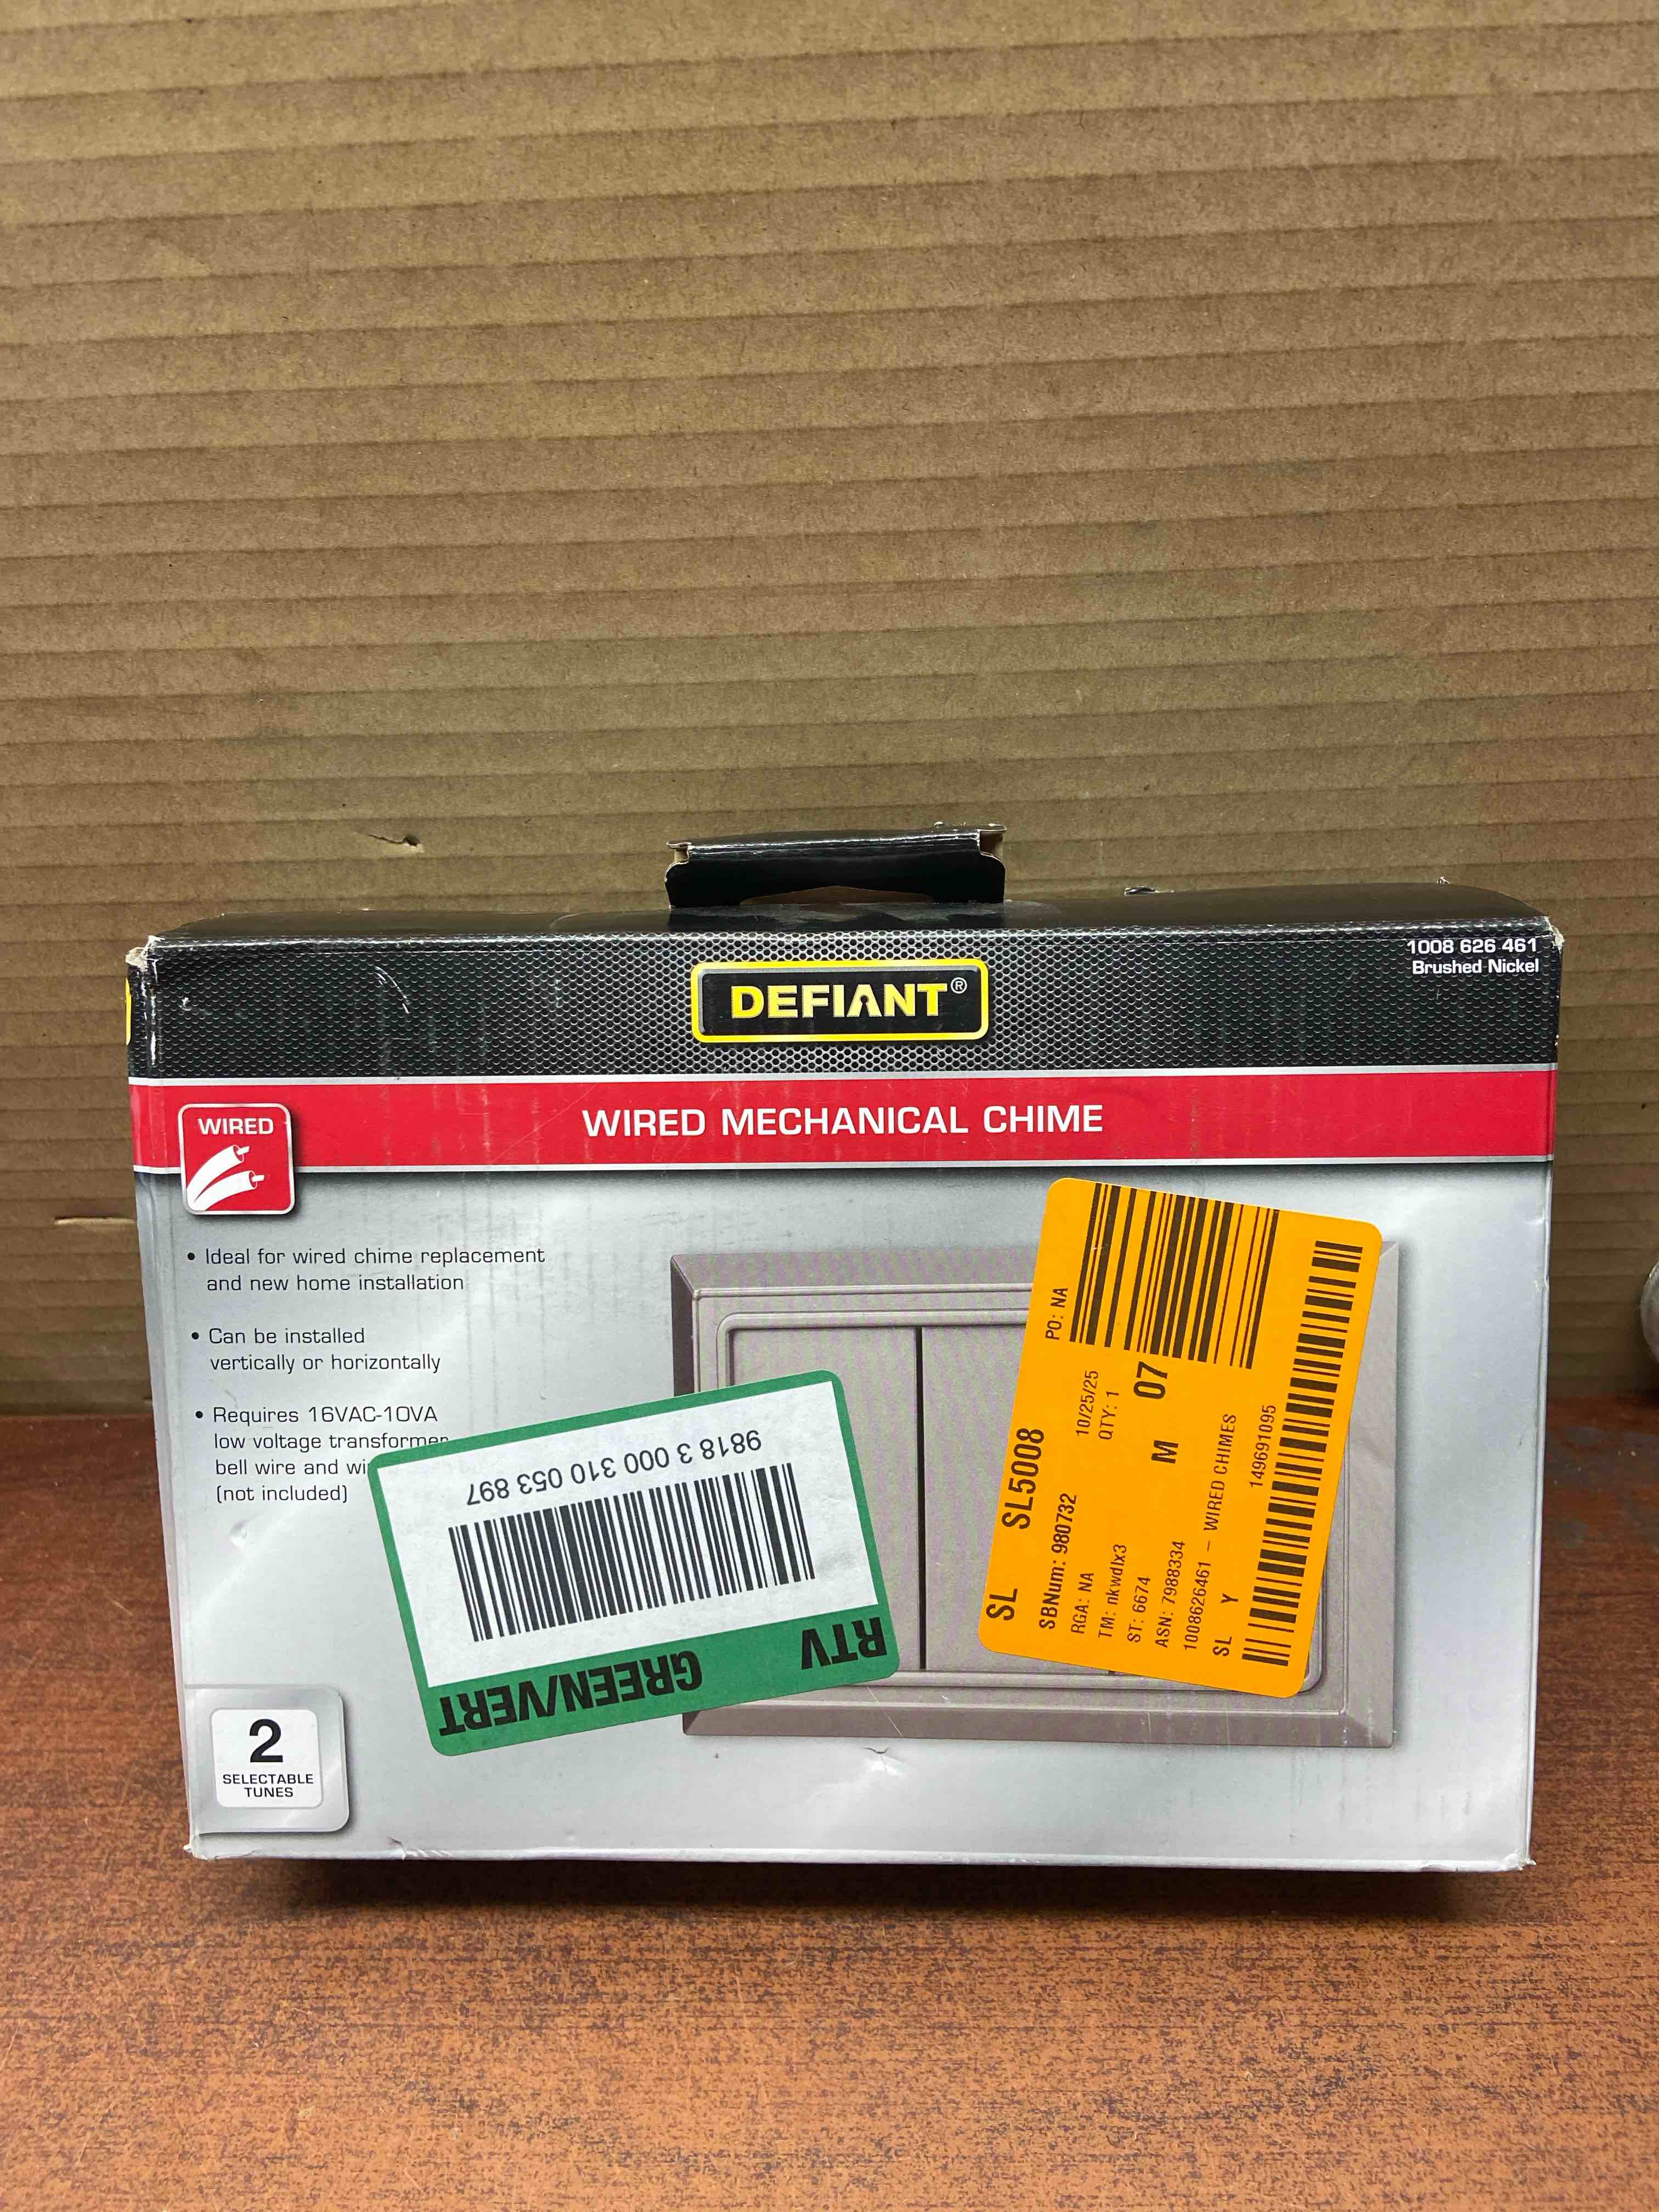 1008 626 461
Brushed Nickel
DEFIANT®
WIRED
WIRED MECHANICAL CHIME
• Ideal for wired chime replacement
and new home installation
• Can be installed
vertically or horizontally
• Requires 16VAC-10VA
low voltage transformer
bell wire and
(not included)
2
SELECTABLE
TUNES
RTV
GREEN/VERT
9818 3 000 310 053 897
SL SL5008
PO: NA
SBNum: 980732
10/25/25
RGA: NA
QTY: 1
TM: nkwdlx3
ST: 6674
M 07
ASN: 7988334
1008626461 - WIRED CHIMES
SL Y
149691095